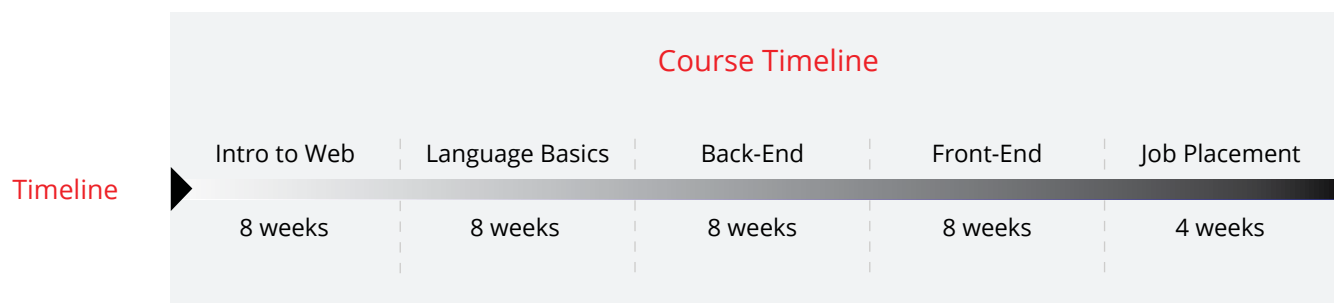 Course Timeline
Intro to Web Language Basics Back-End Front-End Job Placement
Timeline
8 weeks 8 weeks 8 weeks 8 weeks 4 weeks